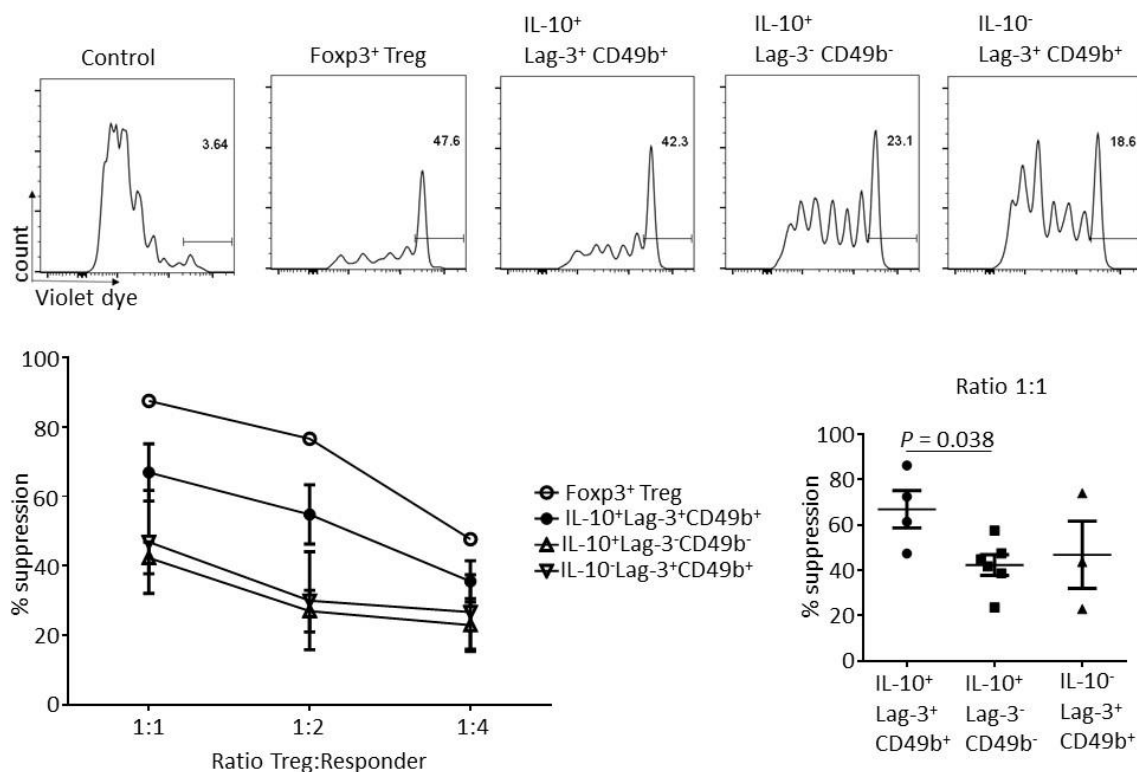 Control
Foxp3⁺ Treg
IL-10⁺
Lag-3⁺ CD49b⁺
IL-10⁺
Lag-3⁻ CD49b⁻
IL-10⁻
Lag-3⁺ CD49b⁺
3.64
47.6
42.3
23.1
18.6
count
Violet dye
100
80
60
40
20
0
% suppression
1:1
1:2
1:4
Ratio Treg:Responder
Foxp3⁺ Treg
IL-10⁺Lag-3⁺CD49b⁺
IL-10⁺Lag-3⁻CD49b⁻
IL-10⁻Lag-3⁺CD49b⁺
Ratio 1:1
P = 0.038
100
80
60
40
20
0
% suppression
IL-10⁺
Lag-3⁺
CD49b⁺
IL-10⁺
Lag-3⁻
CD49b⁻
IL-10⁻
Lag-3⁺
CD49b⁺